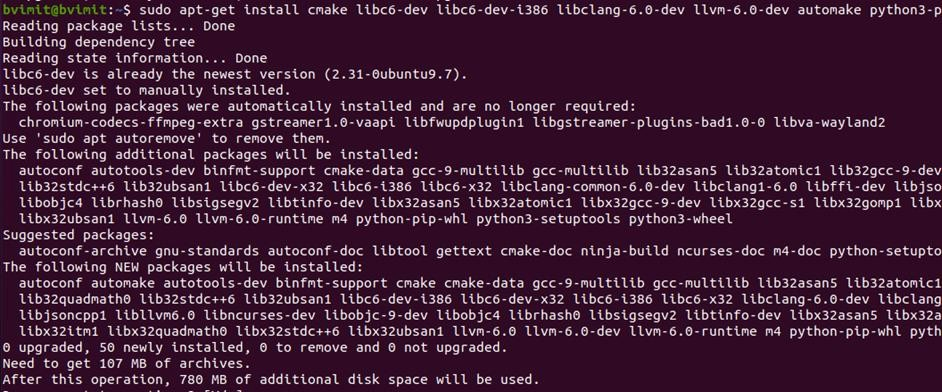 bvimit@bvimit:~$ sudo apt-get install cmake libc6-dev libc6-dev-i386 libclang-6.0-dev llvm-6.0-dev automake python3-p
Reading package lists... Done
Building dependency tree
Reading state information... Done
libc6-dev is already the newest version (2.31-0ubuntu9.7).
libc6-dev set to manually installed.
The following packages were automatically installed and are no longer required:
chromium-codecs-ffmpeg-extra gstreamer1.0-vaapi libfwupdplugin1 libgstreamer-plugins-bad1.0-0 libva-wayland2
Use 'sudo apt autoremove' to remove them.
The following additional packages will be installed:
autoconf autotools-dev binfmt-support cmake-data gcc-9-multilib gcc-multilib lib32asan5 lib32atomic1 lib32gcc-9-dev
lib32stdc++6 lib32ubsan1 libc6-dev-x32 libc6-i386 libc6-x32 libclang-common-6.0-dev libclang1-6.0 libffi-dev libjso
libobjc4 librhash0 libsigsegv2 libtinfo-dev libx32asan5 libx32atomic1 libx32gcc-9-dev libx32gcc-s1 libx32gomp1 libx
libx32ubsan1 llvm-6.0 llvm-6.0-runtime m4 python-pip-whl python3-setuptools python3-wheel
Suggested packages:
autoconf-archive gnu-standards autoconf-doc libtool gettext cmake-doc ninja-build ncurses-doc m4-doc python-setupto
The following NEW packages will be installed:
autoconf automake autotools-dev binfmt-support cmake cmake-data gcc-9-multilib gcc-multilib lib32asan5 lib32atomic1
lib32quadmath0 lib32stdc++6 lib32ubsan1 libc6-dev-i386 libc6-dev-x32 libc6-i386 libc6-x32 libclang-6.0-dev libclang
libjsoncpp1 libllvm6.0 libncurses-dev libobjc-9-dev libobjc4 librhash0 libsigsegv2 libtinfo-dev libx32asan5 libx32a
libx32itm1 libx32quadmath0 libx32stdc++6 libx32ubsan1 llvm-6.0 llvm-6.0-dev llvm-6.0-runtime m4 python-pip-whl pyth
0 upgraded, 50 newly installed, 0 to remove and 0 not upgraded.
Need to get 107 MB of archives.
After this operation, 780 MB of additional disk space will be used.